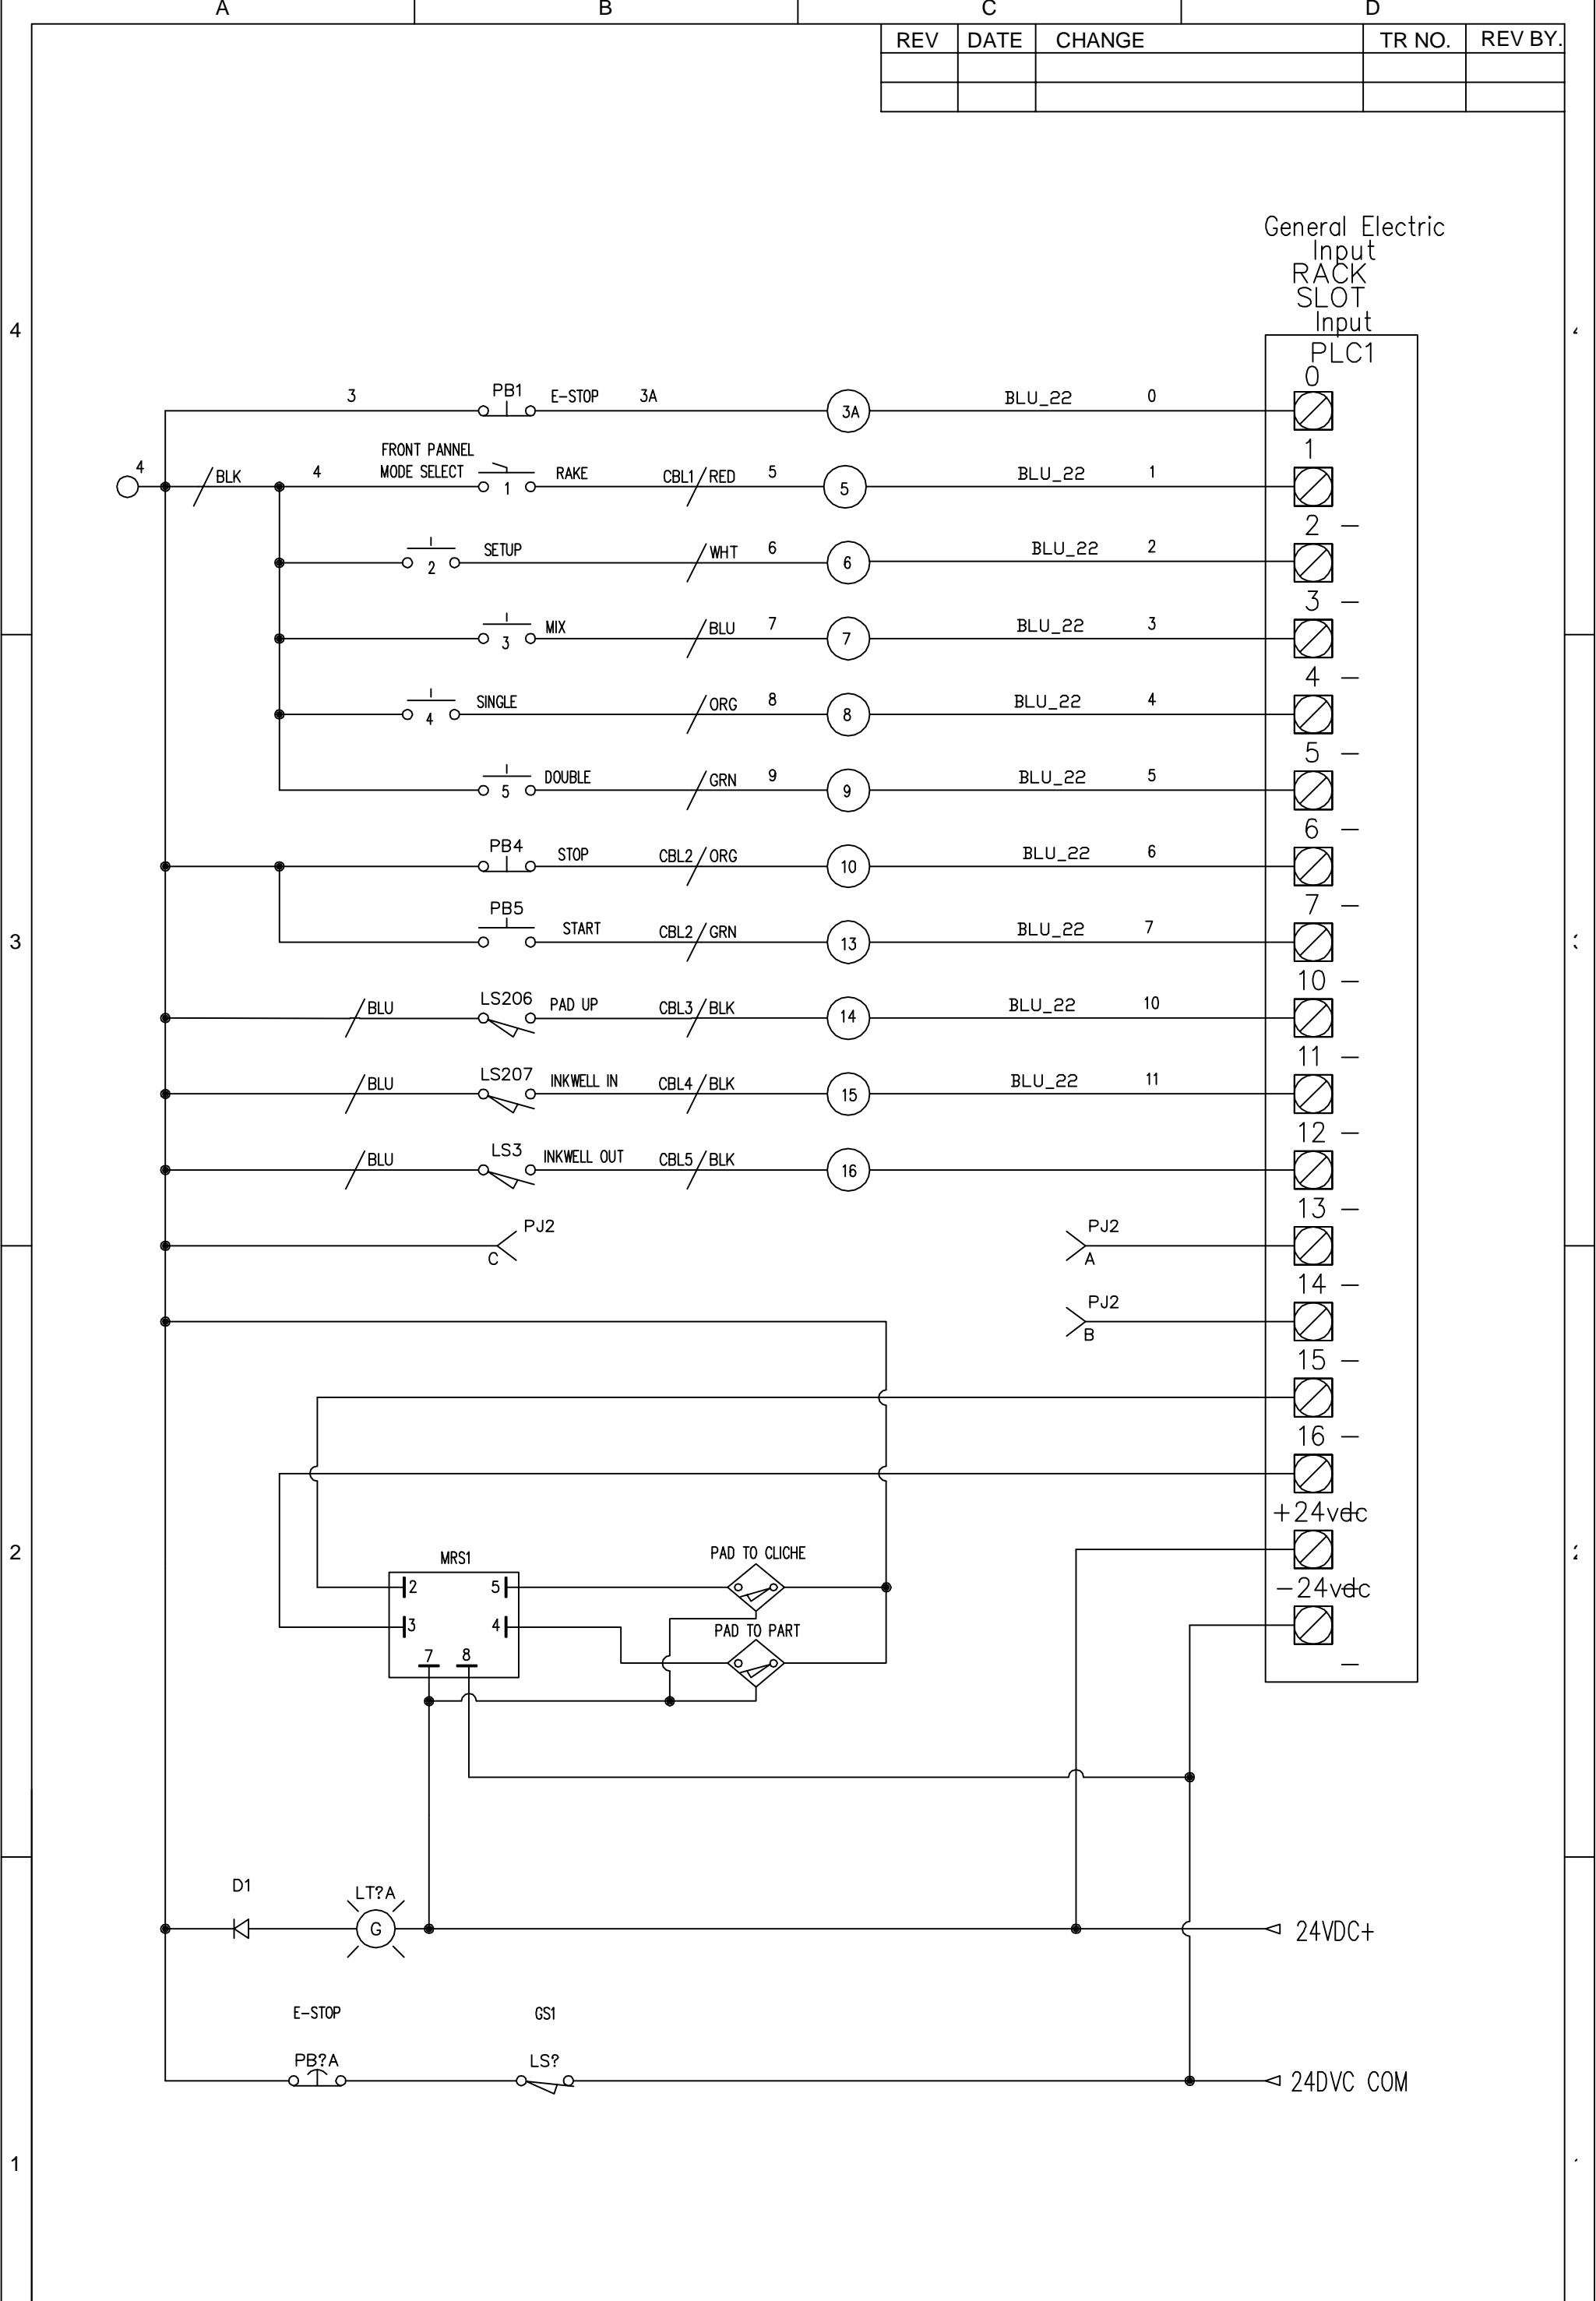 A B C D
REV DATE CHANGE TR NO. REV BY.
General Electric
Input
RACK
SLOT
Input
4
PLC1
0
3 PB1 E-STOP 3A 3A BLU_22 0
1
FRONT PANNEL
4 BLK 4 MODE SELECT 1 RAKE CBL1 RED 5 5 BLU_22 1
2 -
2 SETUP WHT 6 6 BLU_22 2
3 -
3 MIX BLU 7 7 BLU_22 3
4 -
4 SINGLE ORG 8 8 BLU_22 4
5 -
5 DOUBLE GRN 9 9 BLU_22 5
6 -
PB4 STOP CBL2 ORG 10 BLU_22 6
7 -
3
PB5 START CBL2 GRN 13 BLU_22 7
10 -
BLU LS206 PAD UP CBL3 BLK 14 BLU_22 10
11 -
BLU LS207 INKWELL IN CBL4 BLK 15 BLU_22 11
12 -
BLU LS3 INKWELL OUT CBL5 BLK 16
13 -
PJ2 PJ2
C A
14 -
PJ2
B
15 -
16 -
+24vdc
2
MRS1 PAD TO CLICHE
-24vdc
2 5
3 4 PAD TO PART
7 8
-
D1 LT?A
G 24VDC+
E-STOP GS1
PB?A LS?
24DVC COM
1